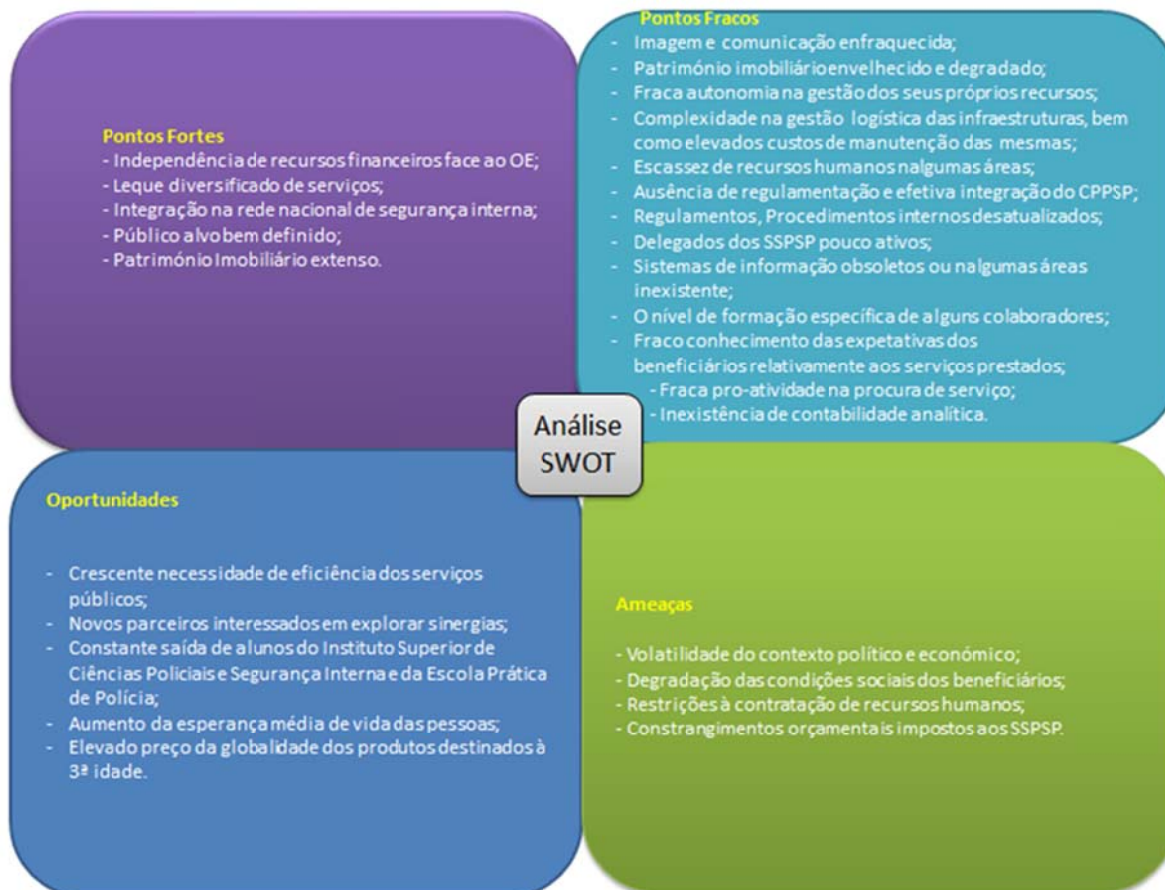 Pontos Fortes
- Independência de recursos financeiros face ao OE;
- Leque diversificado de serviços;
- Integração na rede nacional de segurança interna;
- Público alvo bem definido;
- Património Imobiliário extenso.
Pontos Fracos
- Imagem e comunicação enfraquecida;
- Património imobiliário envelhecido e degradado;
- Fraca autonomia na gestão dos seus próprios recursos;
- Complexidade na gestão logística das infraestruturas, bem
como elevados custos de manutenção das mesmas;
- Escassez de recursos humanos nalgumas áreas;
- Ausência de regulamentação e efetiva integração do CPPSP;
- Regulamentos, Procedimentos internos desatualizados;
- Delegados dos SSPSP pouco ativos;
- Sistemas de informação obsoletos ou nalgumas áreas
inexistente;
- O nível de formação específica de alguns colaboradores;
- Fraco conhecimento das expetativas dos
beneficiários relativamente aos serviços prestados;
- Fraca pro-atividade na procura de serviço;
- Inexistência de contabilidade analítica.
Análise
SWOT
Oportunidades
- Crescente necessidade de eficiência dos serviços
públicos;
- Novos parceiros interessados em explorar sinergias;
- Constante saída de alunos do Instituto Superior de
Ciências Policiais e Segurança Interna e da Escola Prática
de Polícia;
- Aumento da esperança média de vida das pessoas;
- Elevado preço da globalidade dos produtos destinados à
3ª idade.
Ameaças
- Volatilidade do contexto político e económico;
- Degradação das condições sociais dos beneficiários;
- Restrições à contratação de recursos humanos;
- Constrangimentos orçamentais impostos aos SSPSP.